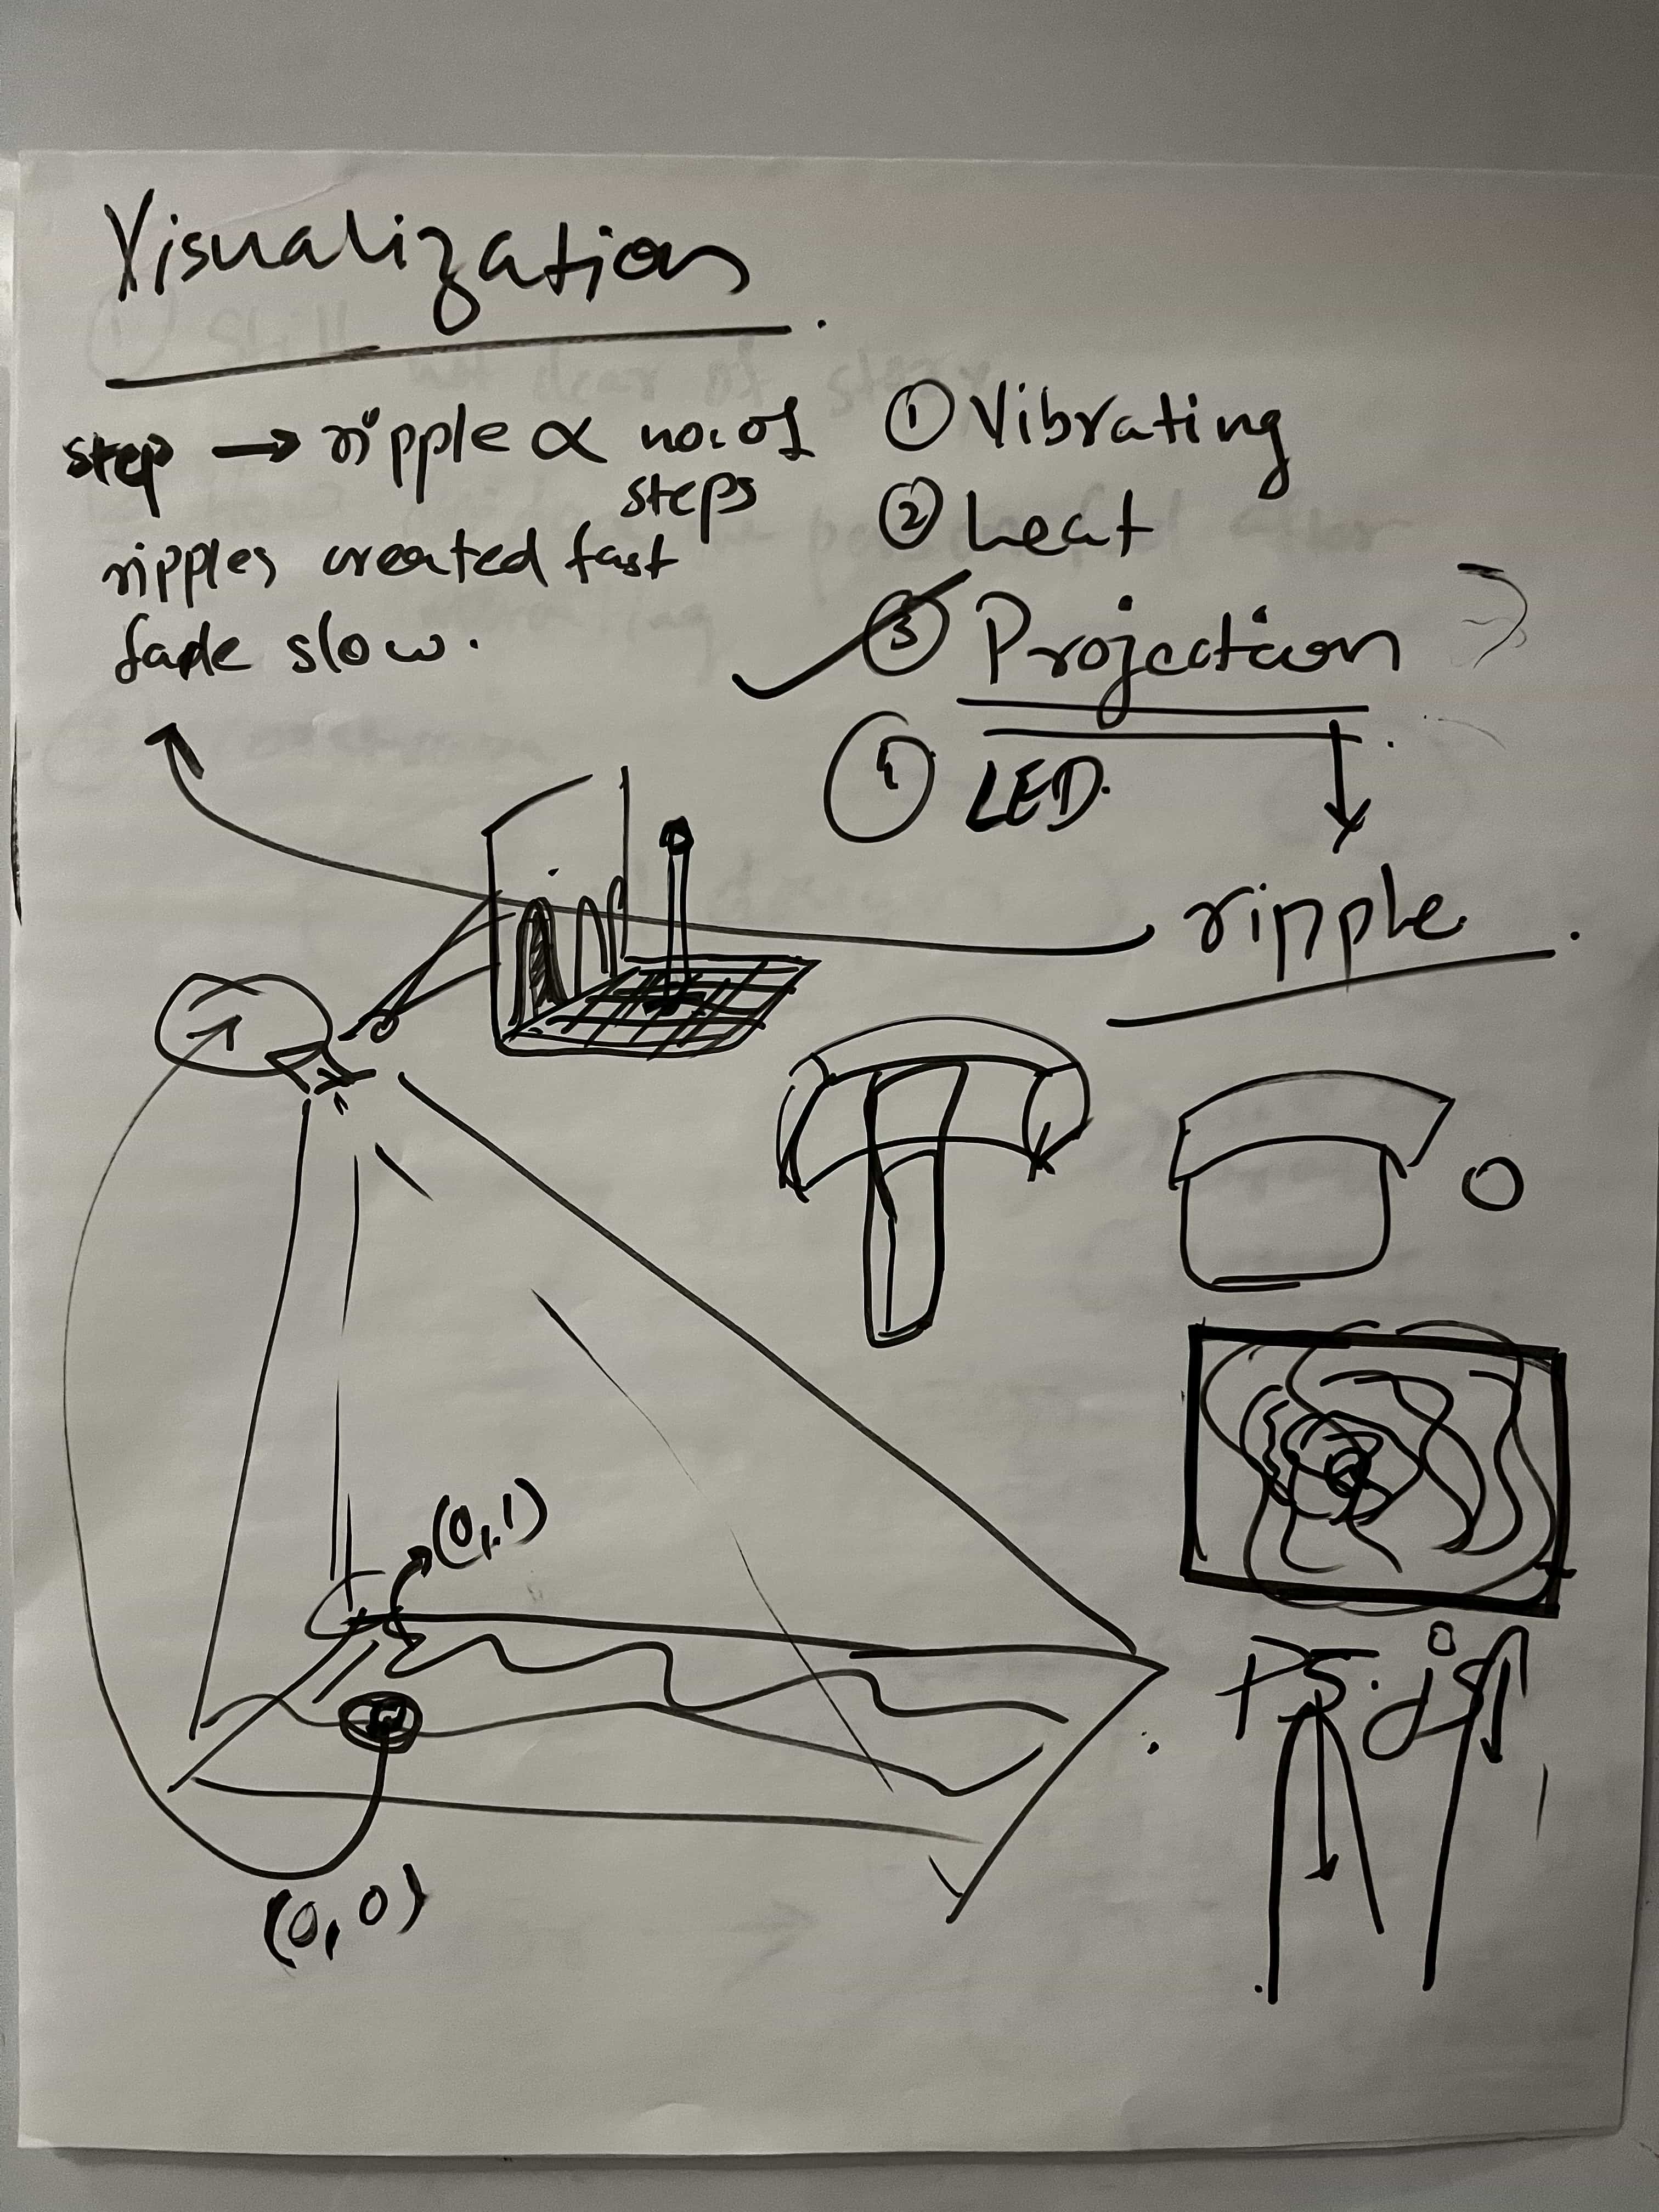 Visualization.
step → ripple ∝ no. of
steps
ripples created fast
fade slow.
① Vibrating
② heat
③ Projection
④ LED.
ripple.
1
(0,1)
(0,0)
P5.js